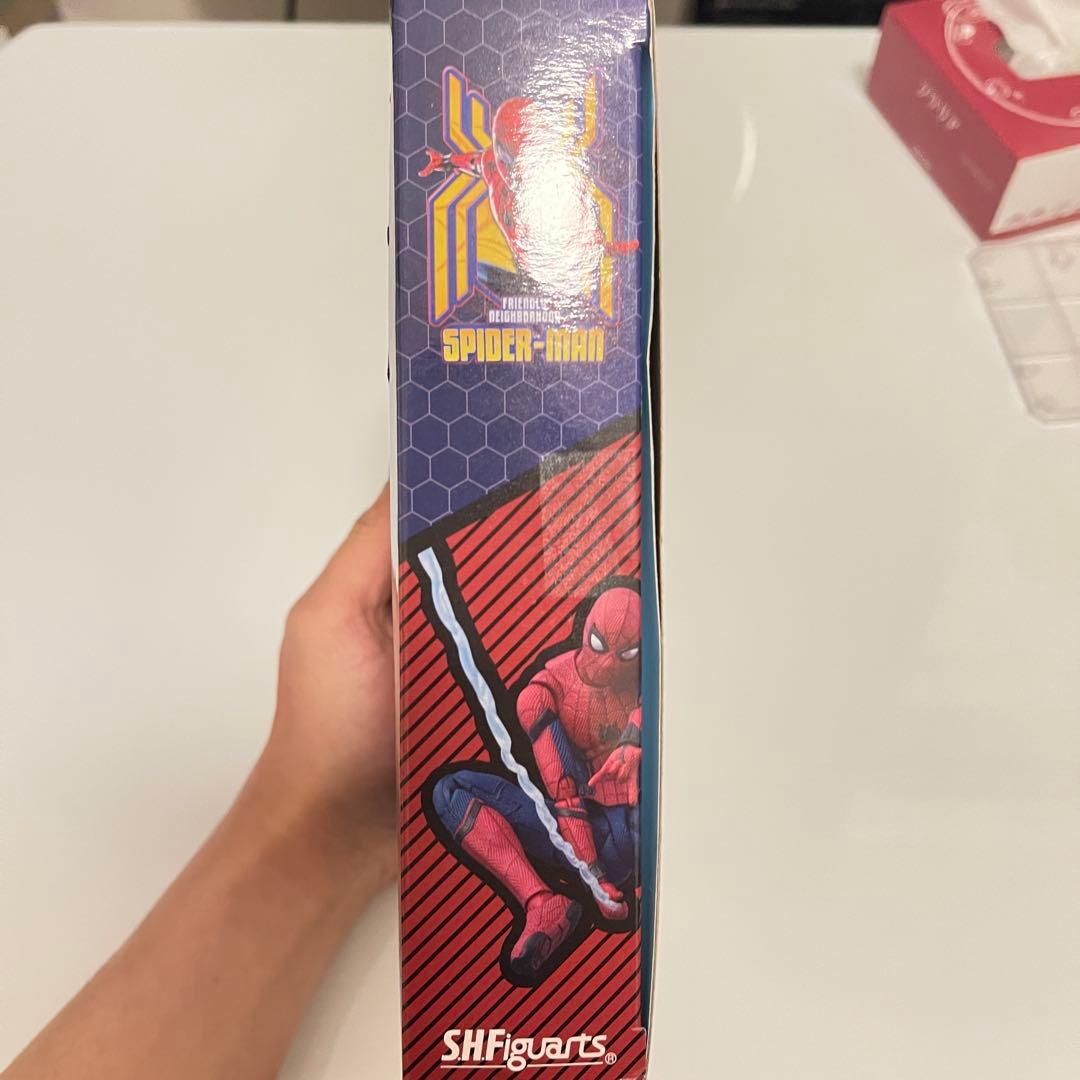 FRIENDLY
NEIGHBORHOOD
SPIDER-MAN
S.H.Figuarts®